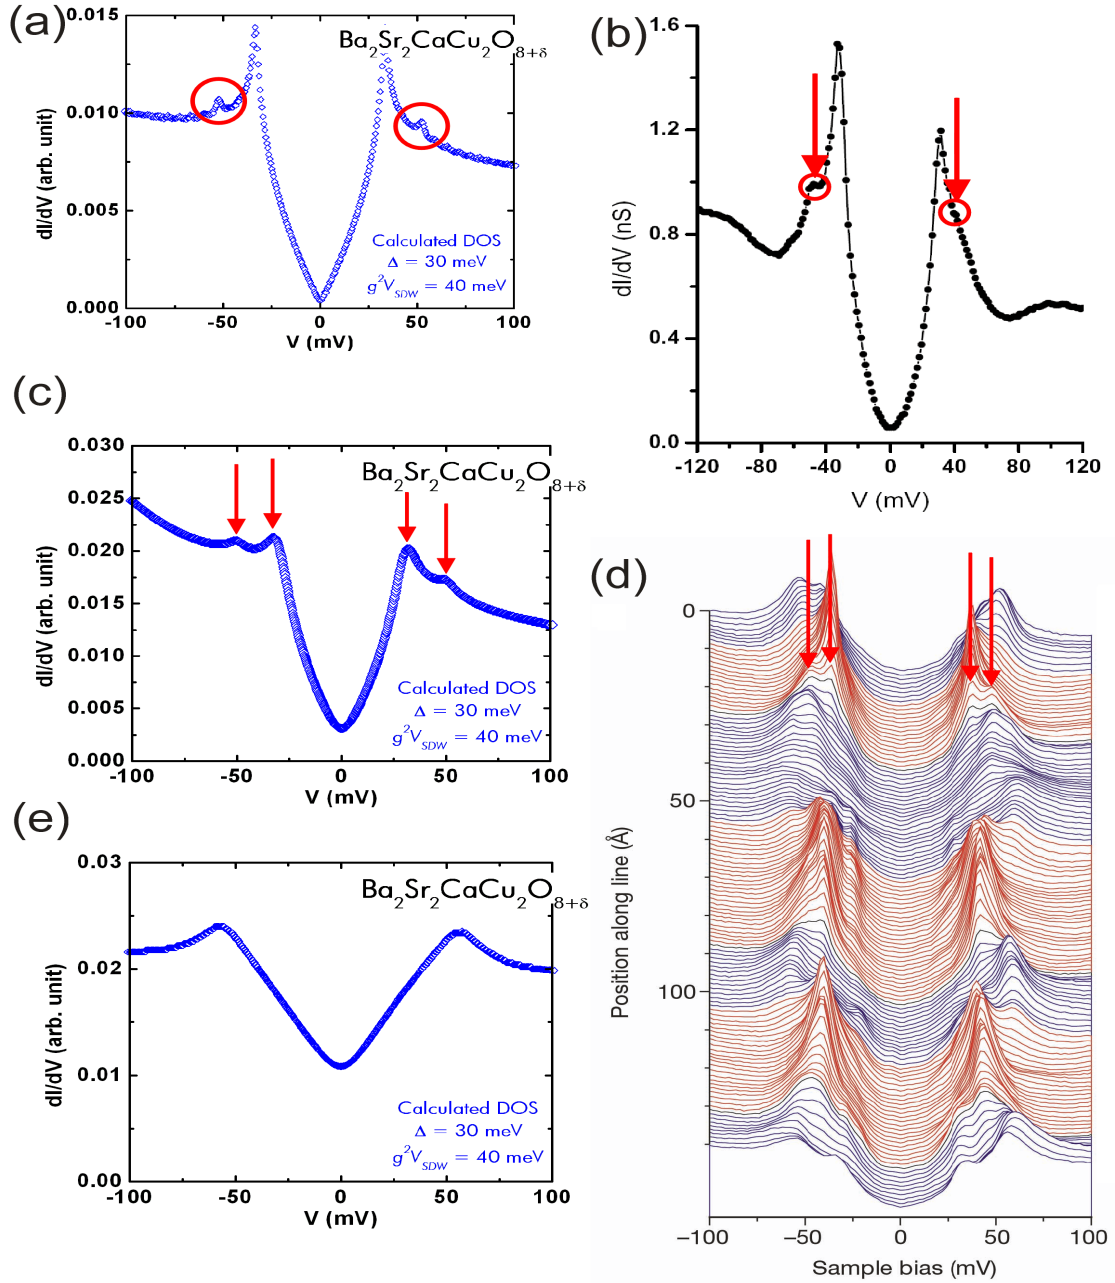 (a)
0.015
0.010
0.005
0.000
dI/dV (arb. unit)
Ba2Sr2CaCu2O8+δ
Calculated DOS
Δ = 30 meV
g²VSDW = 40 meV
-100 -50 0 50 100
V (mV)
(b)
1.6
1.2
0.8
0.4
0.0
dI/dV (nS)
-120 -80 -40 0 40 80 120
V (mV)
(c)
0.030
0.025
0.020
0.015
0.010
0.005
0.000
dI/dV (arb. unit)
Ba2Sr2CaCu2O8+δ
Calculated DOS
Δ = 30 meV
g²VSDW = 40 meV
-100 -50 0 50 100
V (mV)
(d)
0
50
100
Position along line (Å)
−100 −50 0 50 100
Sample bias (mV)
(e)
0.03
0.02
0.01
0.00
dI/dV (arb. unit)
Ba2Sr2CaCu2O8+δ
Calculated DOS
Δ = 30 meV
g²VSDW = 40 meV
-100 -50 0 50 100
V (mV)